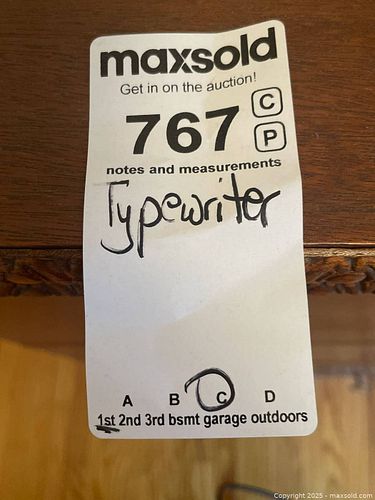 maxsold
Get in on the auction!
767 C
P
notes and measurements
Typewriter
A B C D
1st 2nd 3rd bsmt garage outdoors
Copyright 2025 - maxsold.com